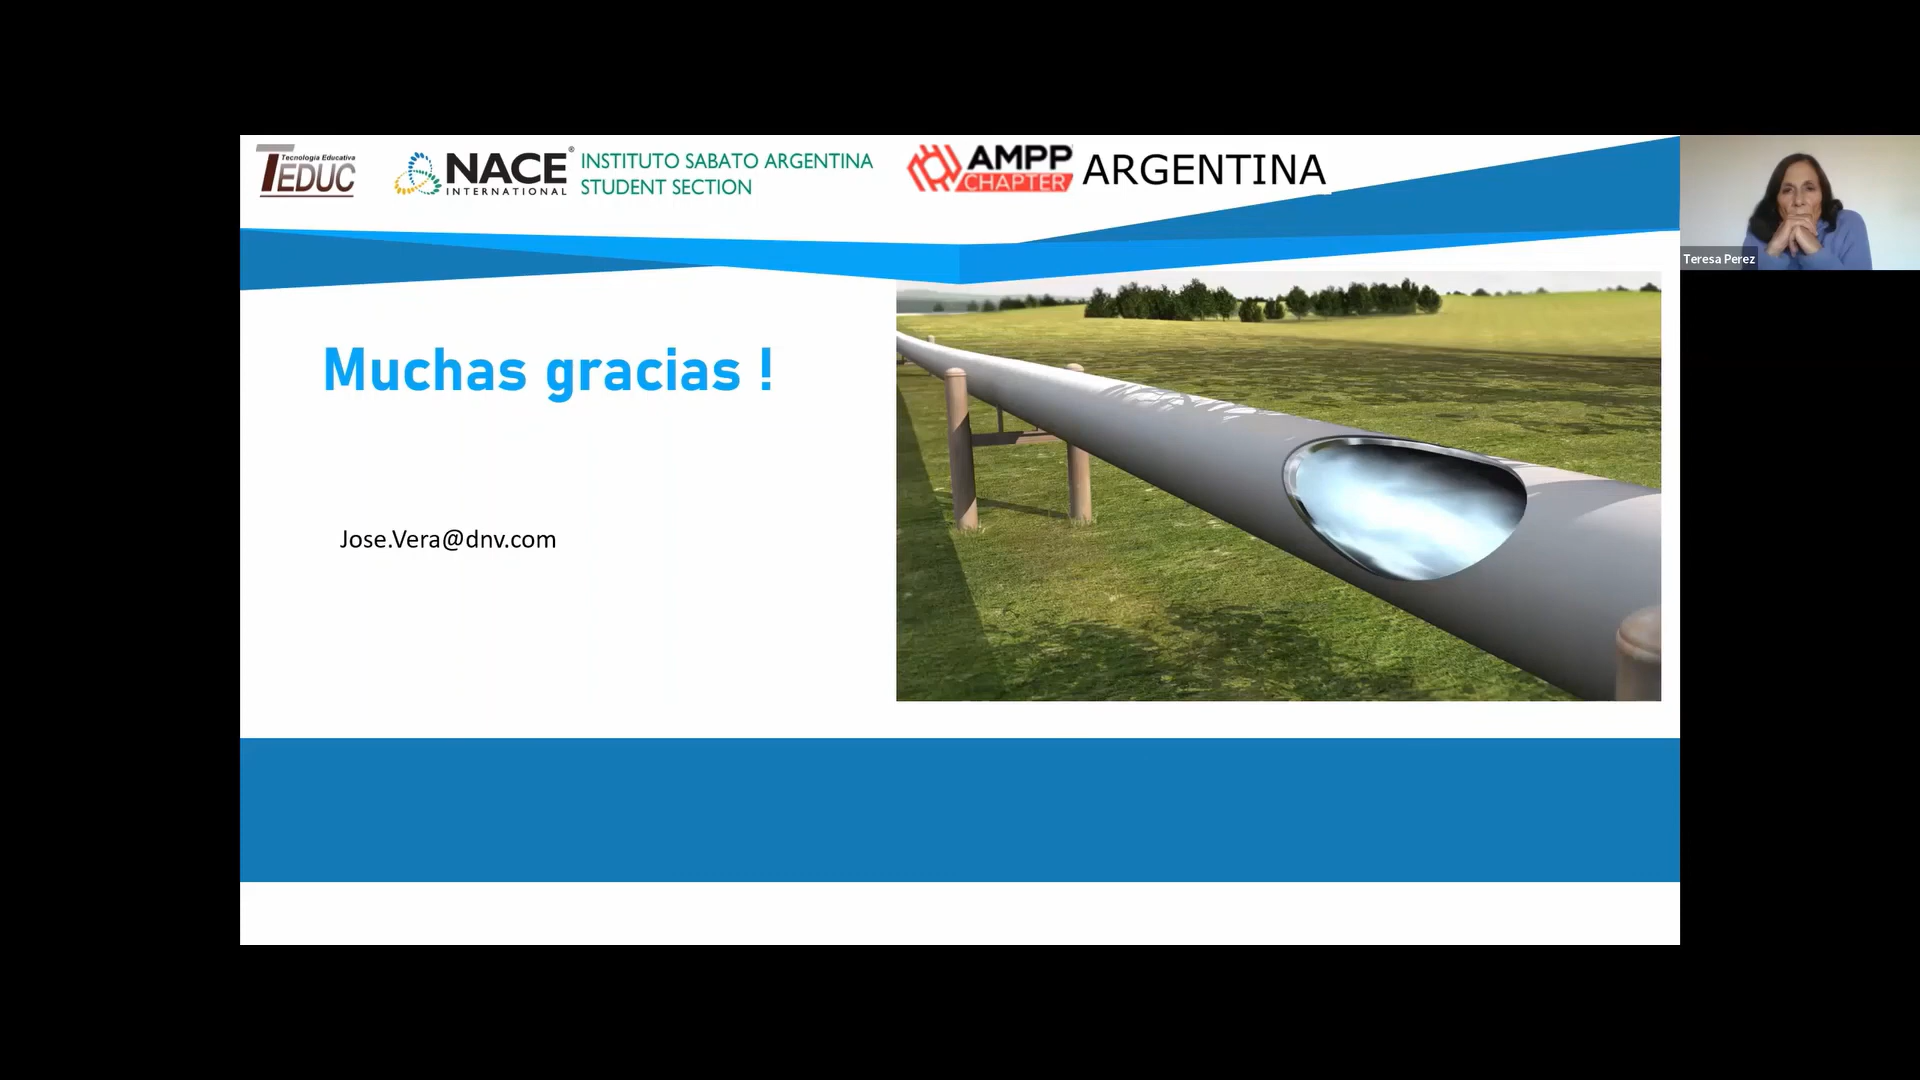 Tecnología Educativa
TEDUC
NACE®
INTERNATIONAL
INSTITUTO SABATO ARGENTINA
STUDENT SECTION
AMPP
CHAPTER
ARGENTINA
Teresa Perez
Muchas gracias !
Jose.Vera@dnv.com